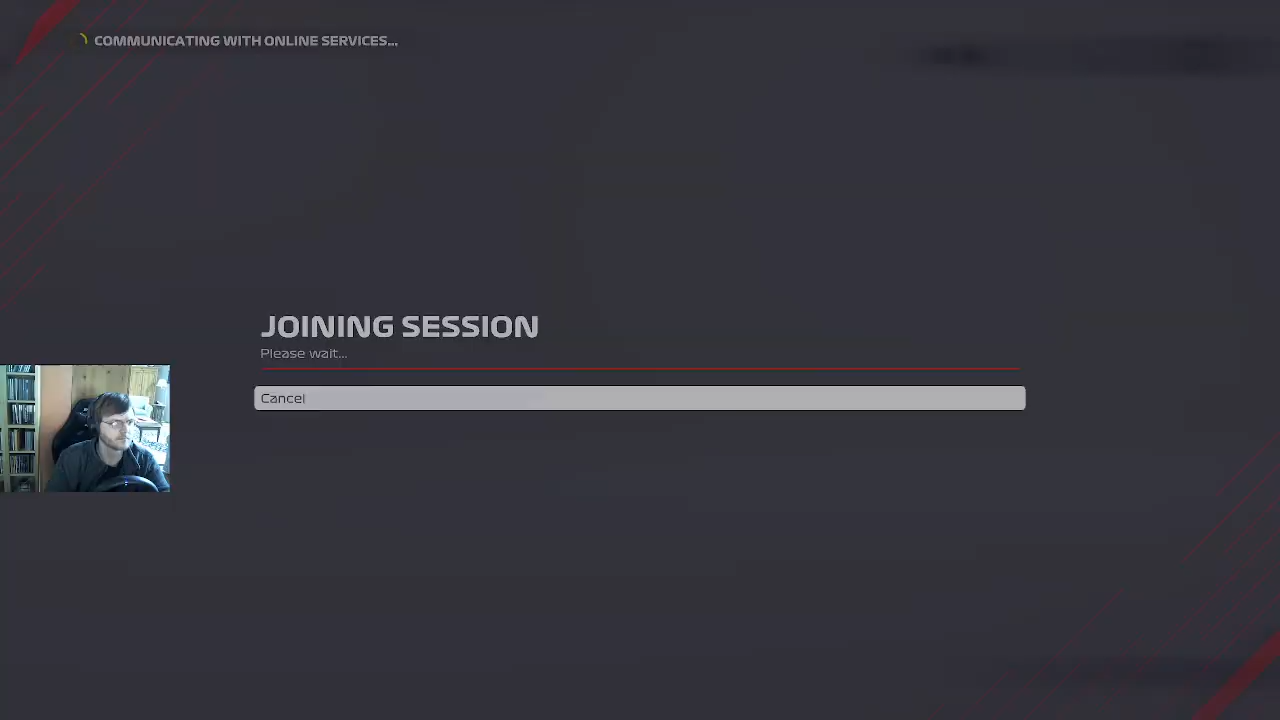 COMMUNICATING WITH ONLINE SERVICES...
JOINING SESSION
Please wait...
Cancel